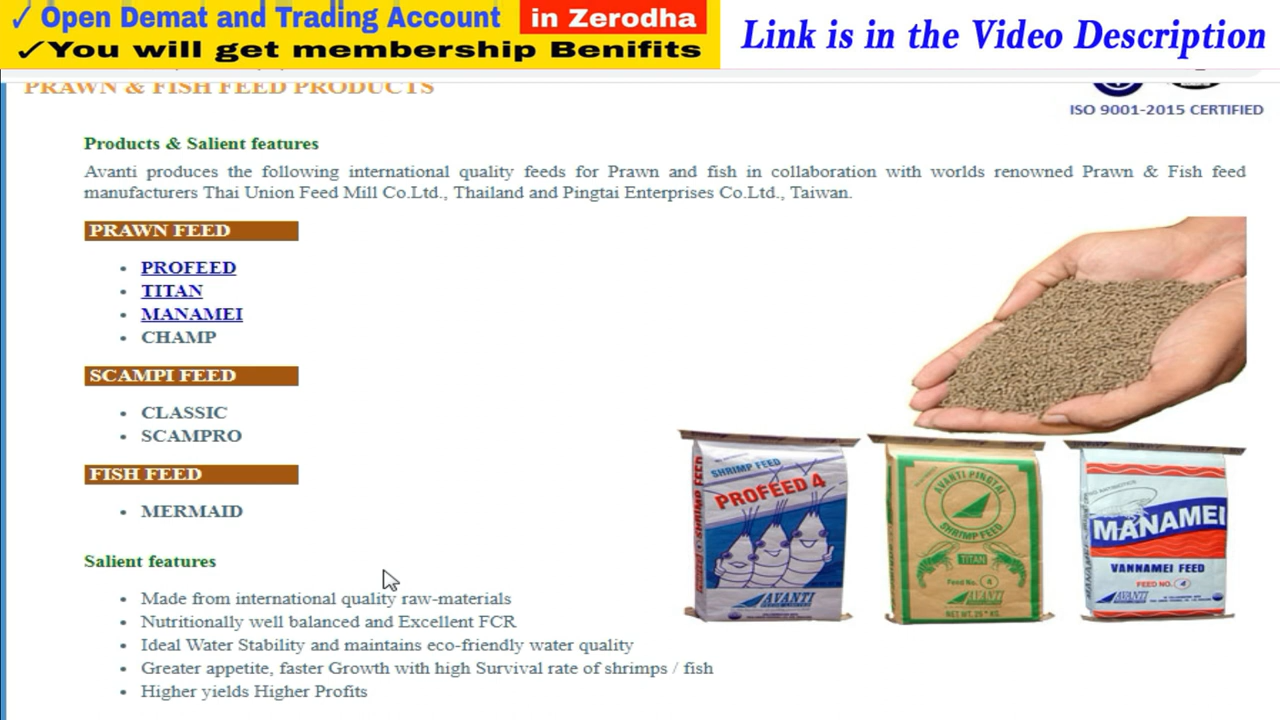 ✓ Open Demat and Trading Account in Zerodha
✓You will get membership Benifits
Link is in the Video Description
PRAWN & FISH FEED PRODUCTS
ISO 9001-2015 CERTIFIED
Products & Salient features
Avanti produces the following international quality feeds for Prawn and fish in collaboration with worlds renowned Prawn & Fish feed
manufacturers Thai Union Feed Mill Co.Ltd., Thailand and Pingtai Enterprises Co.Ltd., Taiwan.
PRAWN FEED
• PROFEED
• TITAN
• MANAMEI
• CHAMP
SCAMPI FEED
• CLASSIC
• SCAMPRO
FISH FEED
• MERMAID
Salient features
• Made from international quality raw-materials
• Nutritionally well balanced and Excellent FCR
• Ideal Water Stability and maintains eco-friendly water quality
• Greater appetite, faster Growth with high Survival rate of shrimps / fish
• Higher yields Higher Profits
SHRIMP FEED
PROFEED 4
SHRIMP FEED
AVANTI
AVANTI PINGTAI
SHRIMP FEED
TITAN
Feed No. 4
AVANTI
MANAMEI
VANNAMEI FEED
FEED NO. 4
AVANTI